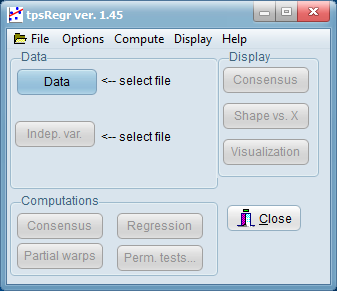 tpsRegr ver. 1.45
File Options Compute Display Help
Data
Data <-- select file
Indep. var. <-- select file
Display
Consensus
Shape vs. X
Visualization
Computations
Consensus Regression
Partial warps Perm. tests...
Close